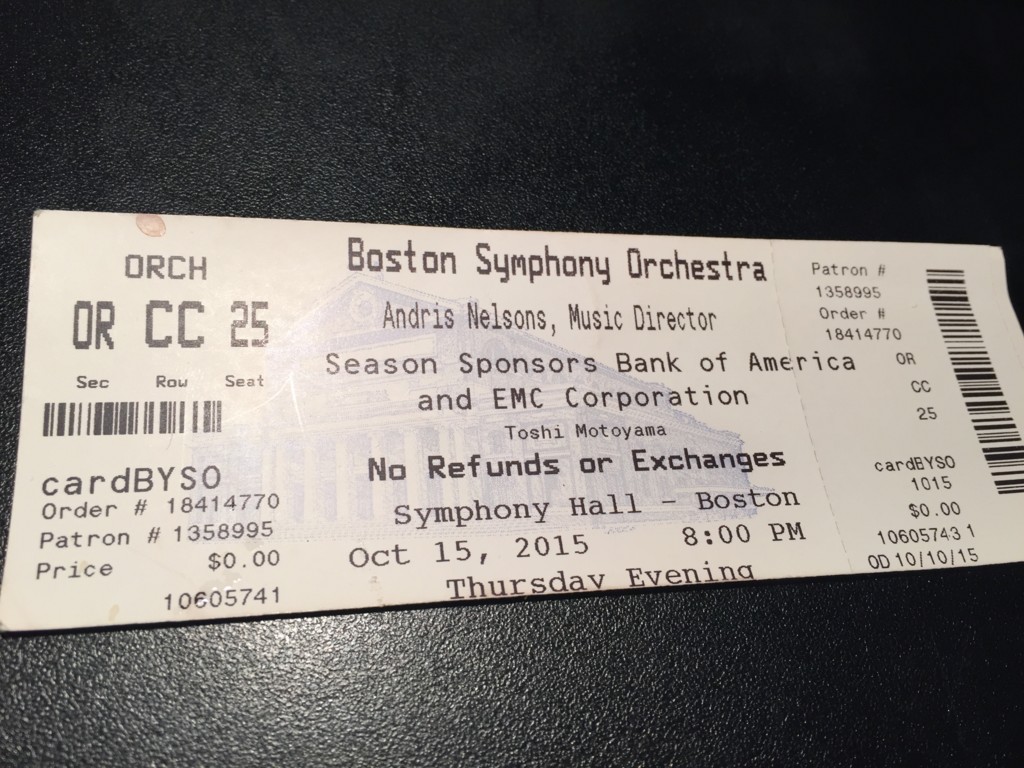 ORCH
OR CC 25
Sec Row Seat
cardBYSO
Order # 18414770
Patron # 1358995
Price $0.00
10605741
Boston Symphony Orchestra
Andris Nelsons, Music Director
Season Sponsors Bank of America
and EMC Corporation
Toshi Motoyama
No Refunds or Exchanges
Symphony Hall - Boston
Oct 15, 2015 8:00 PM
Thursday Evening
Patron #
1358995
Order #
18414770
OR
CC
25
cardBYSO
1015
$0.00
10605743 1
OD 10/10/15